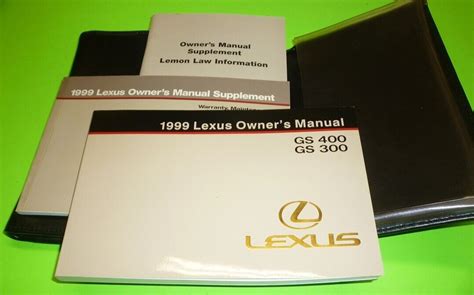 Owner's Manual
Supplement
Lemon Law Information
1999 Lexus Owner's Manual Supplement
Warranty,
1999 Lexus Owner's Manual
GS 400
GS 300
LEXUS